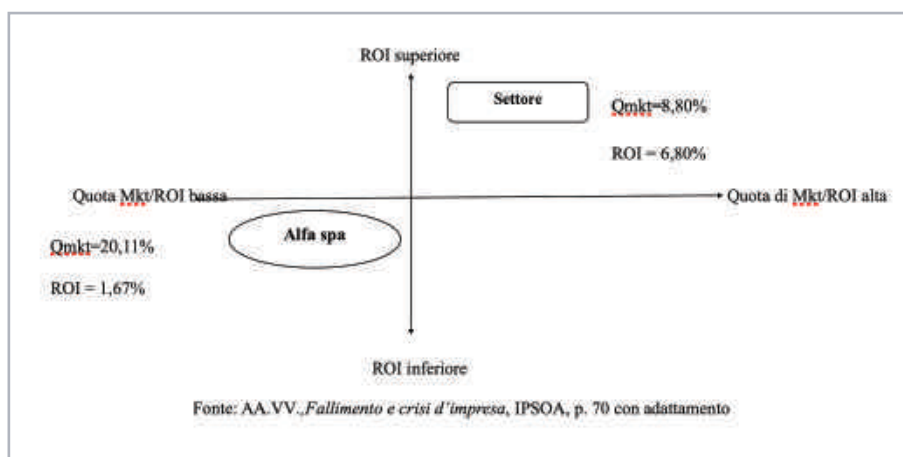 ROI superiore
Settore
Qmkt=8,80%
ROI = 6,80%
Quota Mkt/ROI bassa
Quota di Mkt/ROI alta
Alfa spa
Qmkt=20,11%
ROI = 1,67%
ROI inferiore
Fonte: AA.VV.,Fallimento e crisi d’impresa, IPSOA, p. 70 con adattamento